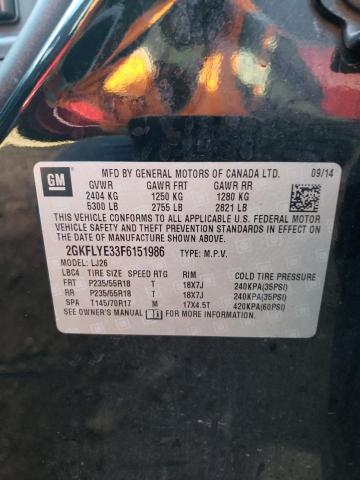 GM
MFD BY GENERAL MOTORS OF CANADA LTD. 09/14
GVWR GAWR FRT GAWR RR
2404 KG 1250 KG 1280 KG
5300 LB 2755 LB 2821 LB
THIS VEHICLE CONFORMS TO ALL APPLICABLE U.S. FEDERAL MOTOR
VEHICLE SAFETY AND THEFT PREVENTION STANDARDS IN EFFECT ON
THE DATE OF MANUFACTURE SHOWN ABOVE.
2GKFLYE33F6151986 TYPE: M.P.V.
MODEL: LJ26
LBC4 TIRE SIZE SPEED RTG RIM COLD TIRE PRESSURE
FRT P235/55R18 T 18X7J 240KPA(35PSI)
RR P235/55R18 T 18X7J 240KPA(35PSI)
SPA T145/70R17 M 17X4.5T 420KPA(60PSI)
SEE OWNER'S MANUAL FOR ADDITIONAL INFORMATION.